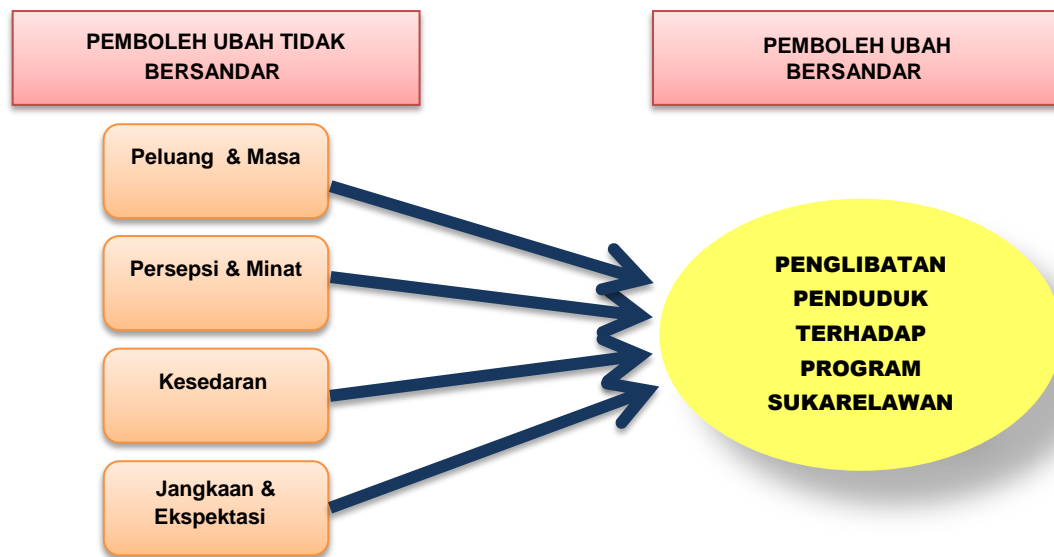 PEMBOLEH UBAH TIDAK
BERSANDAR
PEMBOLEH UBAH
BERSANDAR
Peluang & Masa
Persepsi & Minat
Kesedaran
Jangkaan &
Ekspektasi
PENGLIBATAN
PENDUDUK
TERHADAP
PROGRAM
SUKARELAWAN